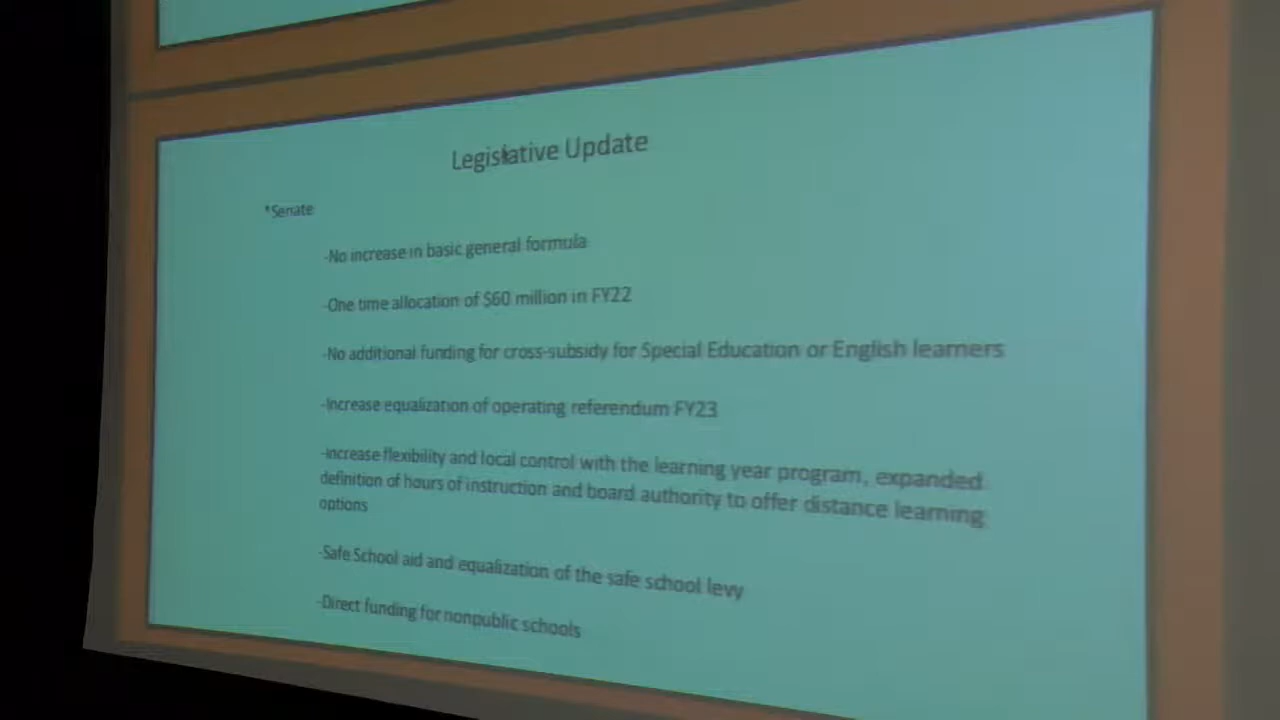 Legislative Update
*Senate
-No increase in basic general formula
-One time allocation of $60 million in FY22
-No additional funding for cross-subsidy for Special Education or English learners
-Increase equalization of operating referendum FY23
-Increase flexibility and local control with the learning year program, expanded
definition of hours of instruction and board authority to offer distance learning
options
-Safe School aid and equalization of the safe school levy
-Direct funding for nonpublic schools